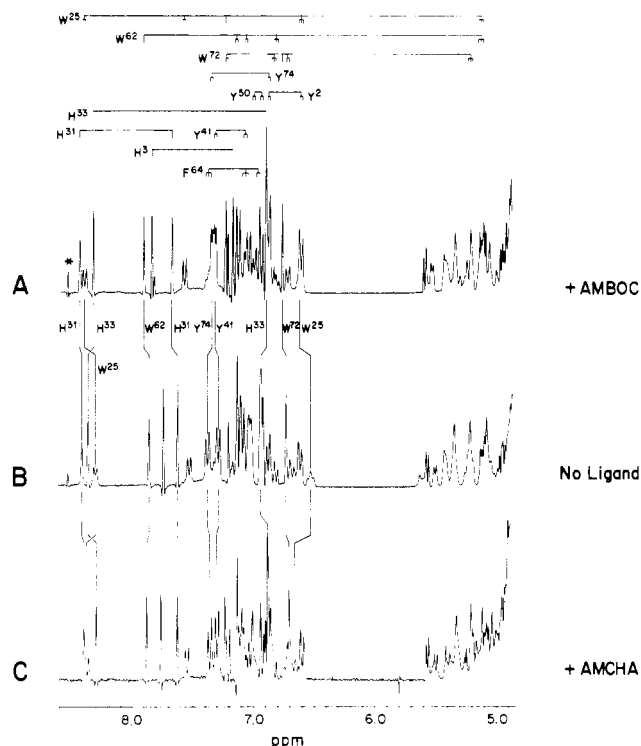 W25
W62
W72
Y74
Y50 Y2
H33
H31 Y41
H3
F64
*
A + AMBOC
H31 H33 W62 H31 Y74 Y41 H33 W72 W25
W25
B No Ligand
C + AMCHA
8.0 7.0 6.0 5.0
ppm